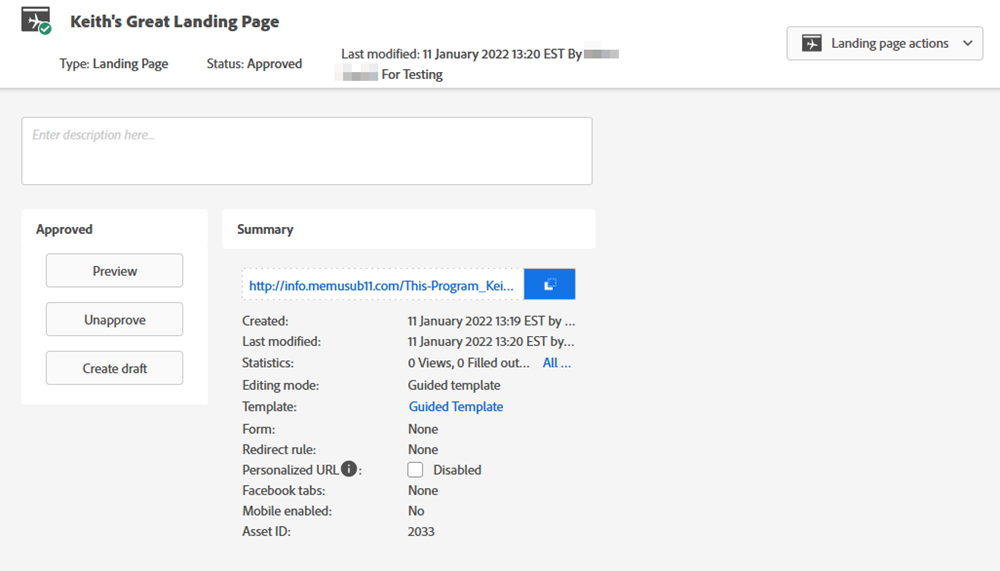 Keith's Great Landing Page
Landing page actions
Type: Landing Page Status: Approved Last modified: 11 January 2022 13:20 EST By
For Testing
Enter description here...
Approved
Preview
Unapprove
Create draft
Summary
http://info.memusub11.com/This-Program_Kei...
Created: 11 January 2022 13:19 EST by ...
Last modified: 11 January 2022 13:20 EST by...
Statistics: 0 Views, 0 Filled out... All ...
Editing mode: Guided template
Template: Guided Template
Form: None
Redirect rule: None
Personalized URL i : Disabled
Facebook tabs: None
Mobile enabled: No
Asset ID: 2033